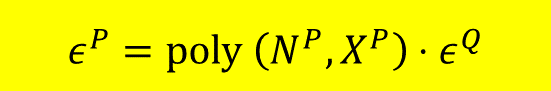 ϵ^P = poly (N^P, X^P) · ϵ^Q